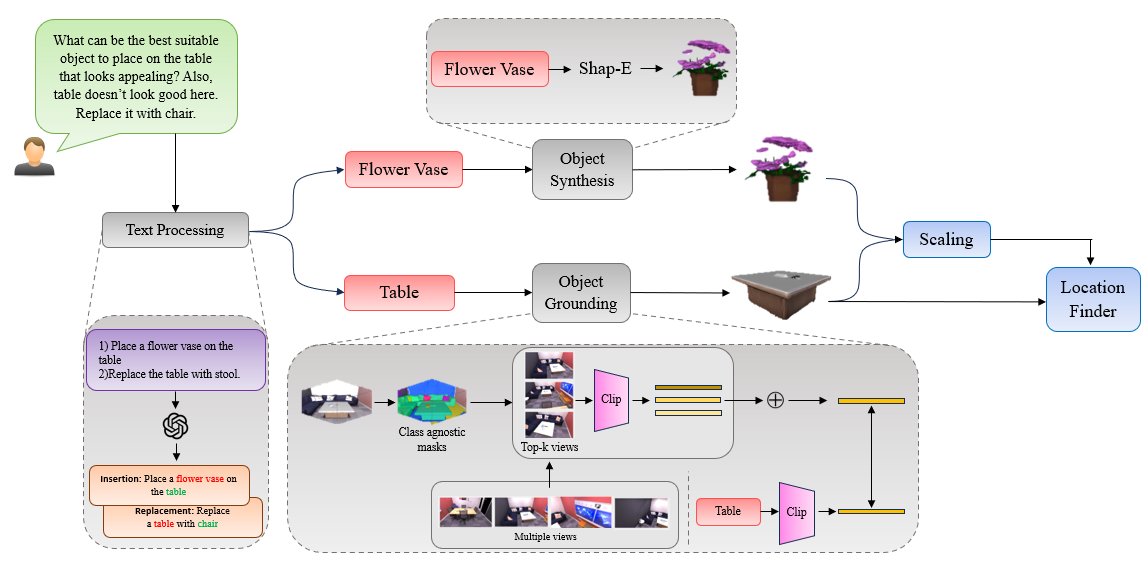 What can be the best suitable
object to place on the table
that looks appealing? Also,
table doesn't look good here.
Replace it with chair.
Flower Vase
Shap-E
Flower Vase
Object
Synthesis
Text Processing
Scaling
Table
Object
Grounding
Location
Finder
1) Place a flower vase on the
table
2)Replace the table with stool.
Insertion: Place a flower vase on
the table
Replacement: Replace
a table with chair
Class agnostic
masks
Clip
Top-k views
Multiple views
Table
Clip